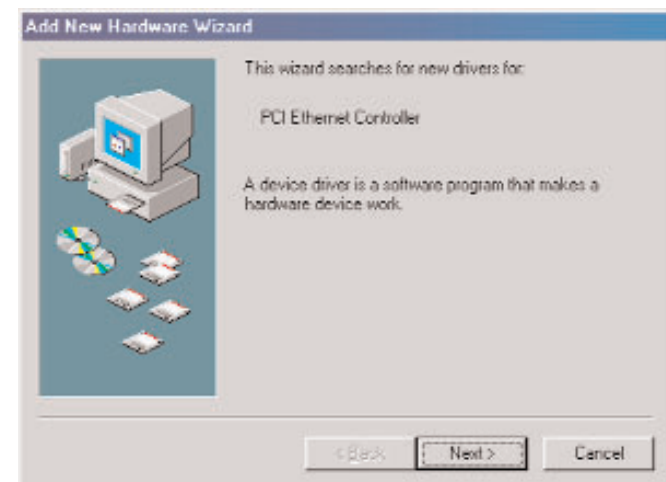 Add New Hardware Wizard
This wizard searches for new drivers for:
PCI Ethernet Controller
A device driver is a software program that makes a
hardware device work.
< Back
Next >
Cancel